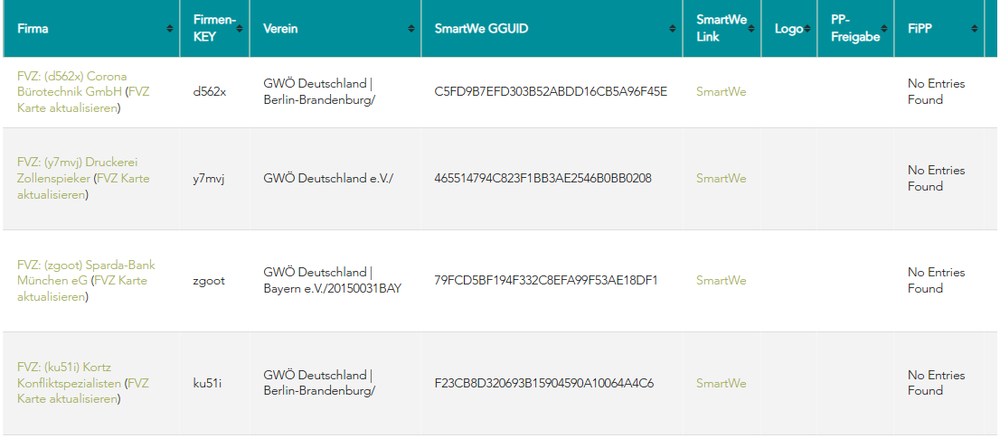 Firma
Firmen-
KEY
Verein
SmartWe GGUID
SmartWe
Link
Logo
PP-
Freigabe
FiPP
FVZ: (d562x) Corona
Bürotechnik GmbH (FVZ
Karte aktualisieren)
d562x
GWÖ Deutschland |
Berlin-Brandenburg/
C5FD9B7EFD303B52ABDD16CB5A96F45E
SmartWe
No Entries
Found
FVZ: (y7mvj) Druckerei
Zollenspieker (FVZ Karte
aktualisieren)
y7mvj
GWÖ Deutschland e.V./
465514794C823F1BB3AE2546B0BB0208
SmartWe
No Entries
Found
FVZ: (zgoot) Sparda-Bank
München eG (FVZ Karte
aktualisieren)
zgoot
GWÖ Deutschland |
Bayern e.V./20150031BAY
79FCD5BF194F332C8EFA99F53AE18DF1
SmartWe
No Entries
Found
FVZ: (ku51i) Kortz
Konfliktspezialisten (FVZ
Karte aktualisieren)
ku51i
GWÖ Deutschland |
Berlin-Brandenburg/
F23CB8D320693B15904590A10064A4C6
SmartWe
No Entries
Found